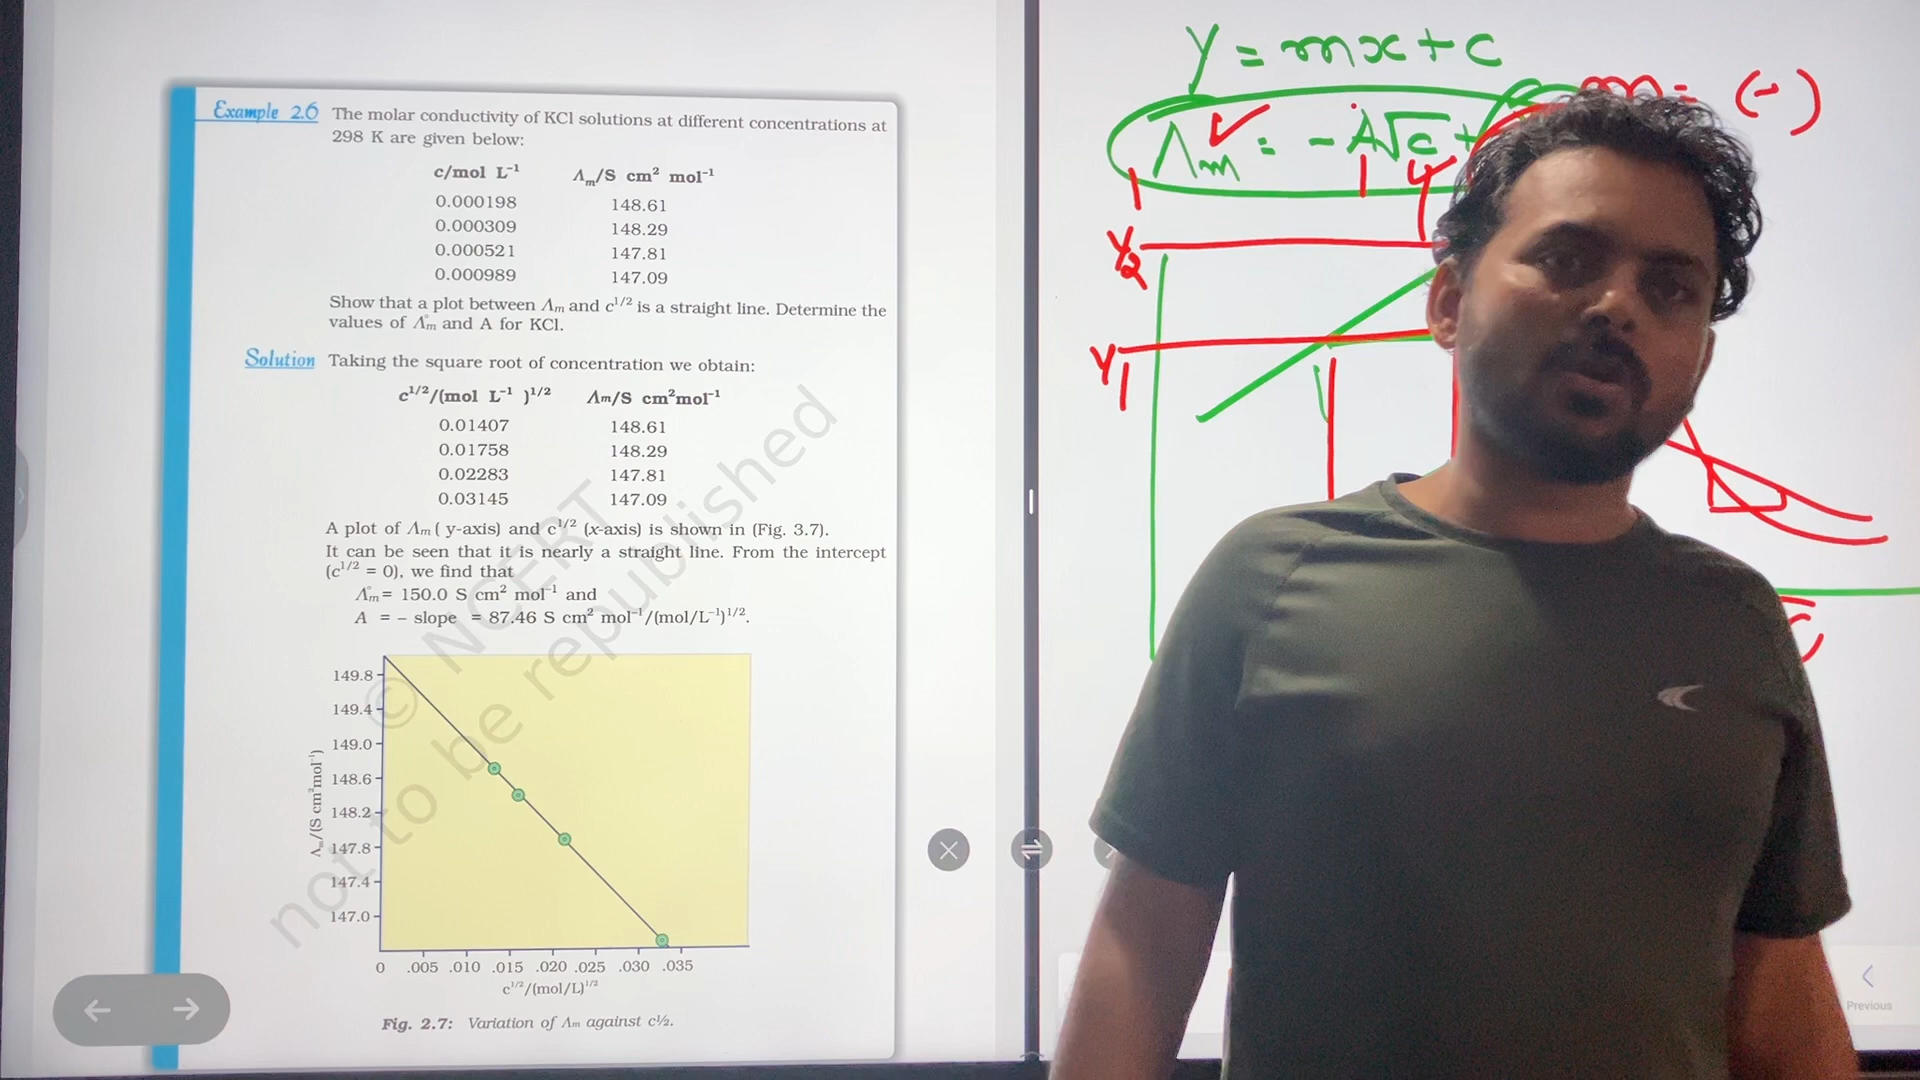 Example 2.6 The molar conductivity of KCl solutions at different concentrations at
298 K are given below:
c/mol L⁻¹ Λm/S cm² mol⁻¹
0.000198 148.61
0.000309 148.29
0.000521 147.81
0.000989 147.09
Show that a plot between Λm and c^1/2 is a straight line. Determine the
values of Λ°m and A for KCl.
Solution Taking the square root of concentration we obtain:
c^1/2/(mol L⁻¹ )^1/2 Λm/S cm²mol⁻¹
0.01407 148.61
0.01758 148.29
0.02283 147.81
0.03145 147.09
A plot of Λm ( y-axis) and c^1/2 (x-axis) is shown in (Fig. 3.7).
It can be seen that it is nearly a straight line. From the intercept
(c^1/2 = 0), we find that
Λ°m = 150.0 S cm² mol⁻¹ and
A = – slope = 87.46 S cm² mol⁻¹/(mol/L⁻¹)^1/2.
© NCERT
not to be republished
149.8
149.4
149.0
148.6
148.2
147.8
147.4
147.0
Λm/(S cm²mol⁻¹)
0 .005 .010 .015 .020 .025 .030 .035
c^1/2/(mol/L)^1/2
Fig. 2.7: Variation of Λm against c½.
y = mx + c
m = (-)
Λm = - A√c +
y2
y1
Previous